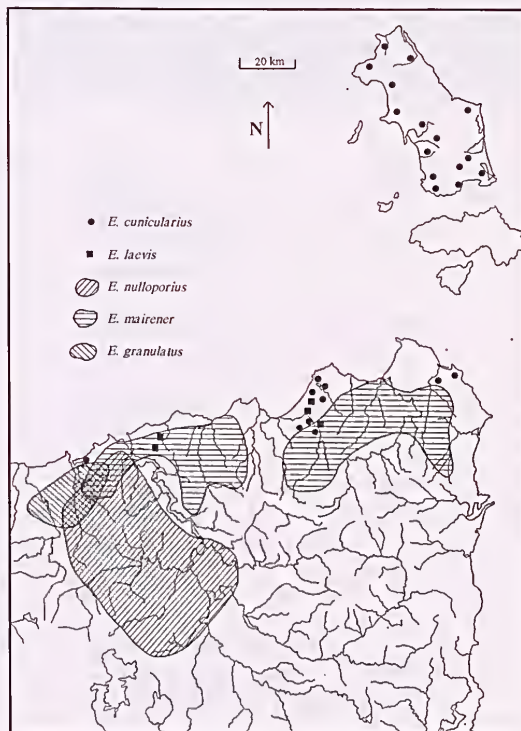 20 km
N
E. cunicularius
E. laevis
E. nulloporius
E. mairener
E. granulatus